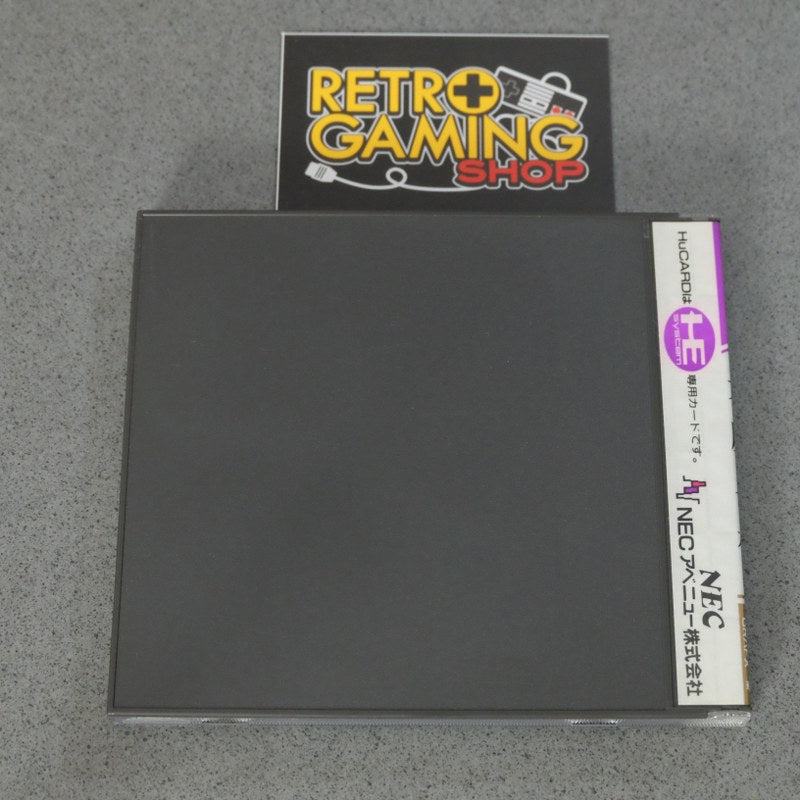 RETRO
GAMING
SHOP
HuCARDは
HE
system
専用カードです。
NEC
NECアベニュー株式会社